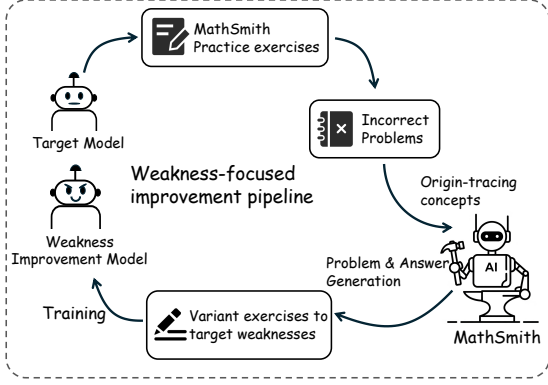 MathSmith
Practice exercises
Incorrect
Problems
Target Model
Weakness-focused
improvement pipeline
Origin-tracing
concepts
Weakness
Improvement Model
Problem & Answer
Generation
AI
Training
Variant exercises to
target weaknesses
MathSmith